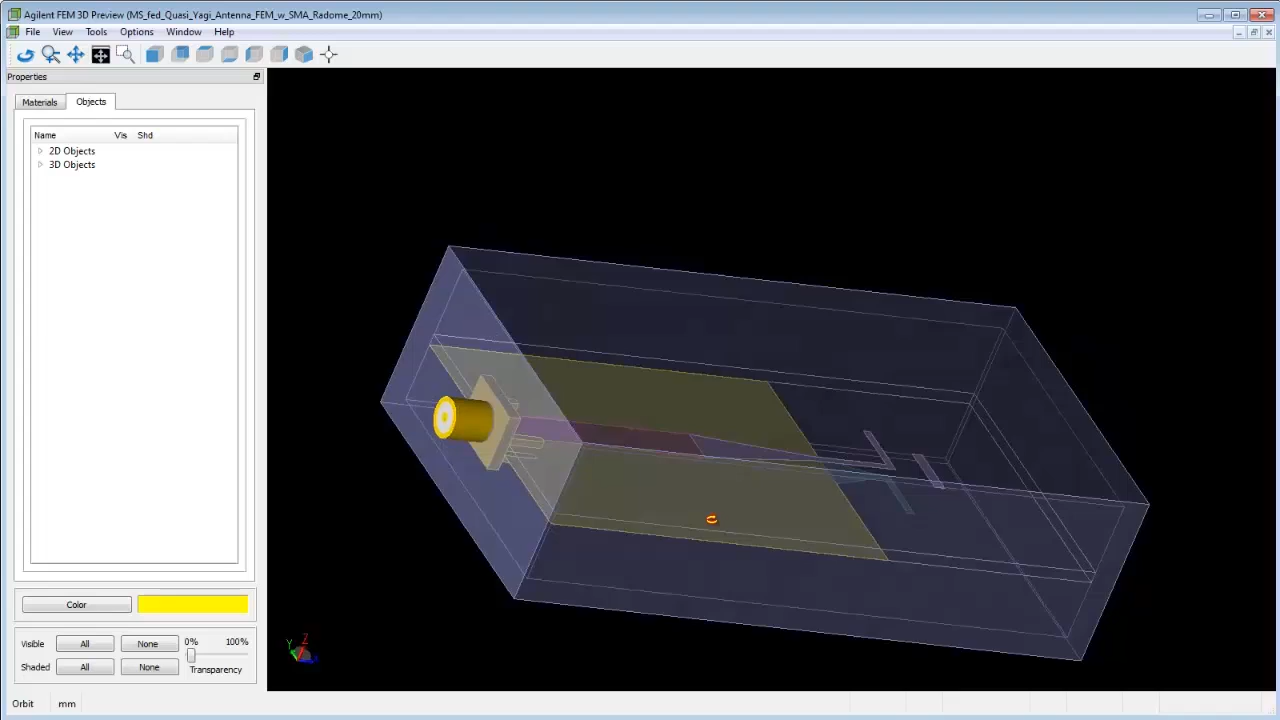 Agilent FEM 3D Preview (MS_fed_Quasi_Yagi_Antenna_FEM_w_SMA_Radome_20mm)
File View Tools Options Window Help
Properties
Materials Objects
Name Vis Shd
2D Objects
3D Objects
Color
Visible All None 0% 100%
Shaded All None Transparency
Y Z
Orbit mm